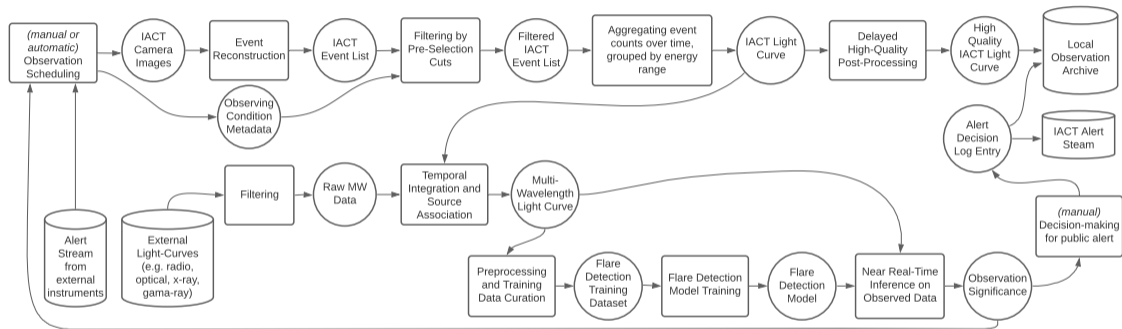 (manual or
automatic)
Observation
Scheduling
IACT
Camera
Images
Event
Reconstruction
IACT
Event List
Filtering by
Pre-Selection
Cuts
Filtered
IACT
Event List
Aggregating event
counts over time,
grouped by energy
range
IACT Light
Curve
Delayed
High-Quality
Post-Processing
High
Quality
IACT Light
Curve
Local
Observation
Archive
Observing
Condition
Metadata
Alert
Decision
Log Entry
IACT Alert
Stream
Filtering
Raw MW
Data
Temporal
Integration and
Source
Association
Multi-
Wavelength
Light Curve
(manual)
Decision-making
for public alert
Alert
Stream
from
external
instruments
External
Light-Curves
(e.g. radio,
optical, x-ray,
gama-ray)
Preprocessing
and Training
Data Curation
Flare
Detection
Training
Dataset
Flare Detection
Model Training
Flare
Detection
Model
Near Real-Time
Inference on
Observed Data
Observation
Significance